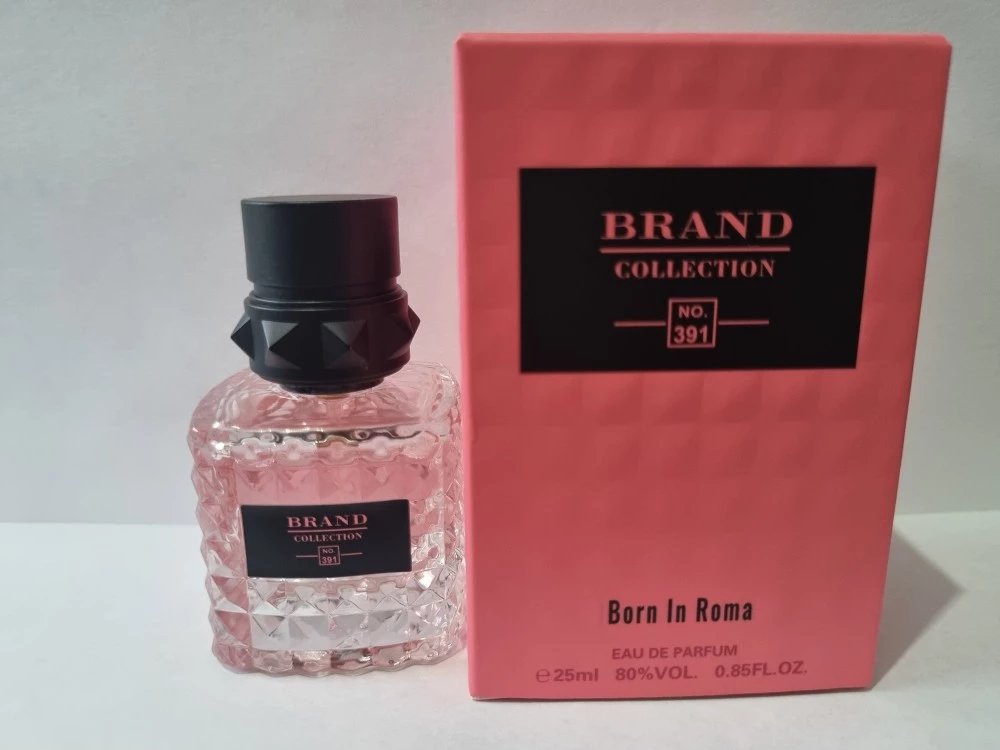 BRAND
COLLECTION
NO.
391
Born In Roma
EAU DE PARFUM
℮25ml 80%VOL. 0.85FL.OZ.
BRAND
COLLECTION
NO.
391